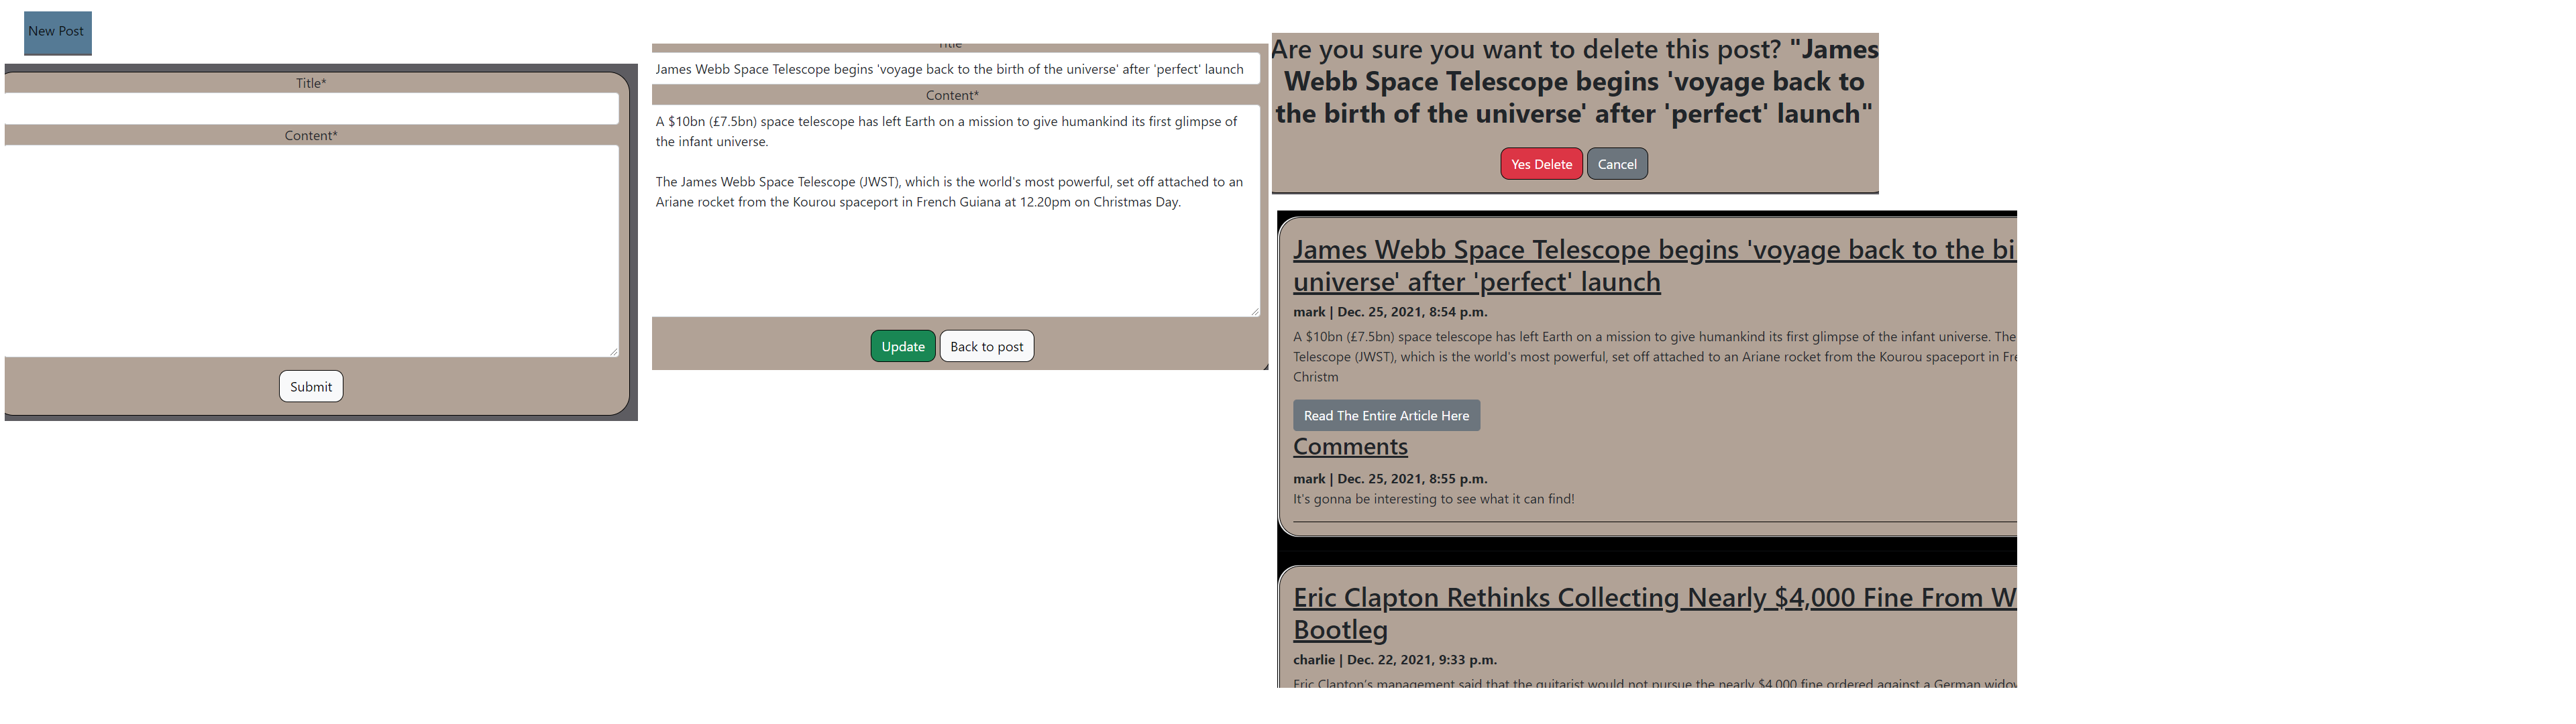 New Post
Title*
Content*
Submit
Title
James Webb Space Telescope begins 'voyage back to the birth of the universe' after 'perfect' launch
Content*
A $10bn (£7.5bn) space telescope has left Earth on a mission to give humankind its first glimpse of
the infant universe.
The James Webb Space Telescope (JWST), which is the world's most powerful, set off attached to an
Ariane rocket from the Kourou spaceport in French Guiana at 12.20pm on Christmas Day.
Update
Back to post
Are you sure you want to delete this post? "James
Webb Space Telescope begins 'voyage back to
the birth of the universe' after 'perfect' launch"
Yes Delete
Cancel
James Webb Space Telescope begins 'voyage back to the bi
universe' after 'perfect' launch
mark | Dec. 25, 2021, 8:54 p.m.
A $10bn (£7.5bn) space telescope has left Earth on a mission to give humankind its first glimpse of the infant universe. The
Telescope (JWST), which is the world's most powerful, set off attached to an Ariane rocket from the Kourou spaceport in Fre
Christm
Read The Entire Article Here
Comments
mark | Dec. 25, 2021, 8:55 p.m.
It's gonna be interesting to see what it can find!
Eric Clapton Rethinks Collecting Nearly $4,000 Fine From W
Bootleg
charlie | Dec. 22, 2021, 9:33 p.m.
Eric Clapton's management said that the guitarist would not pursue the nearly $4,000 fine ordered against a German widow